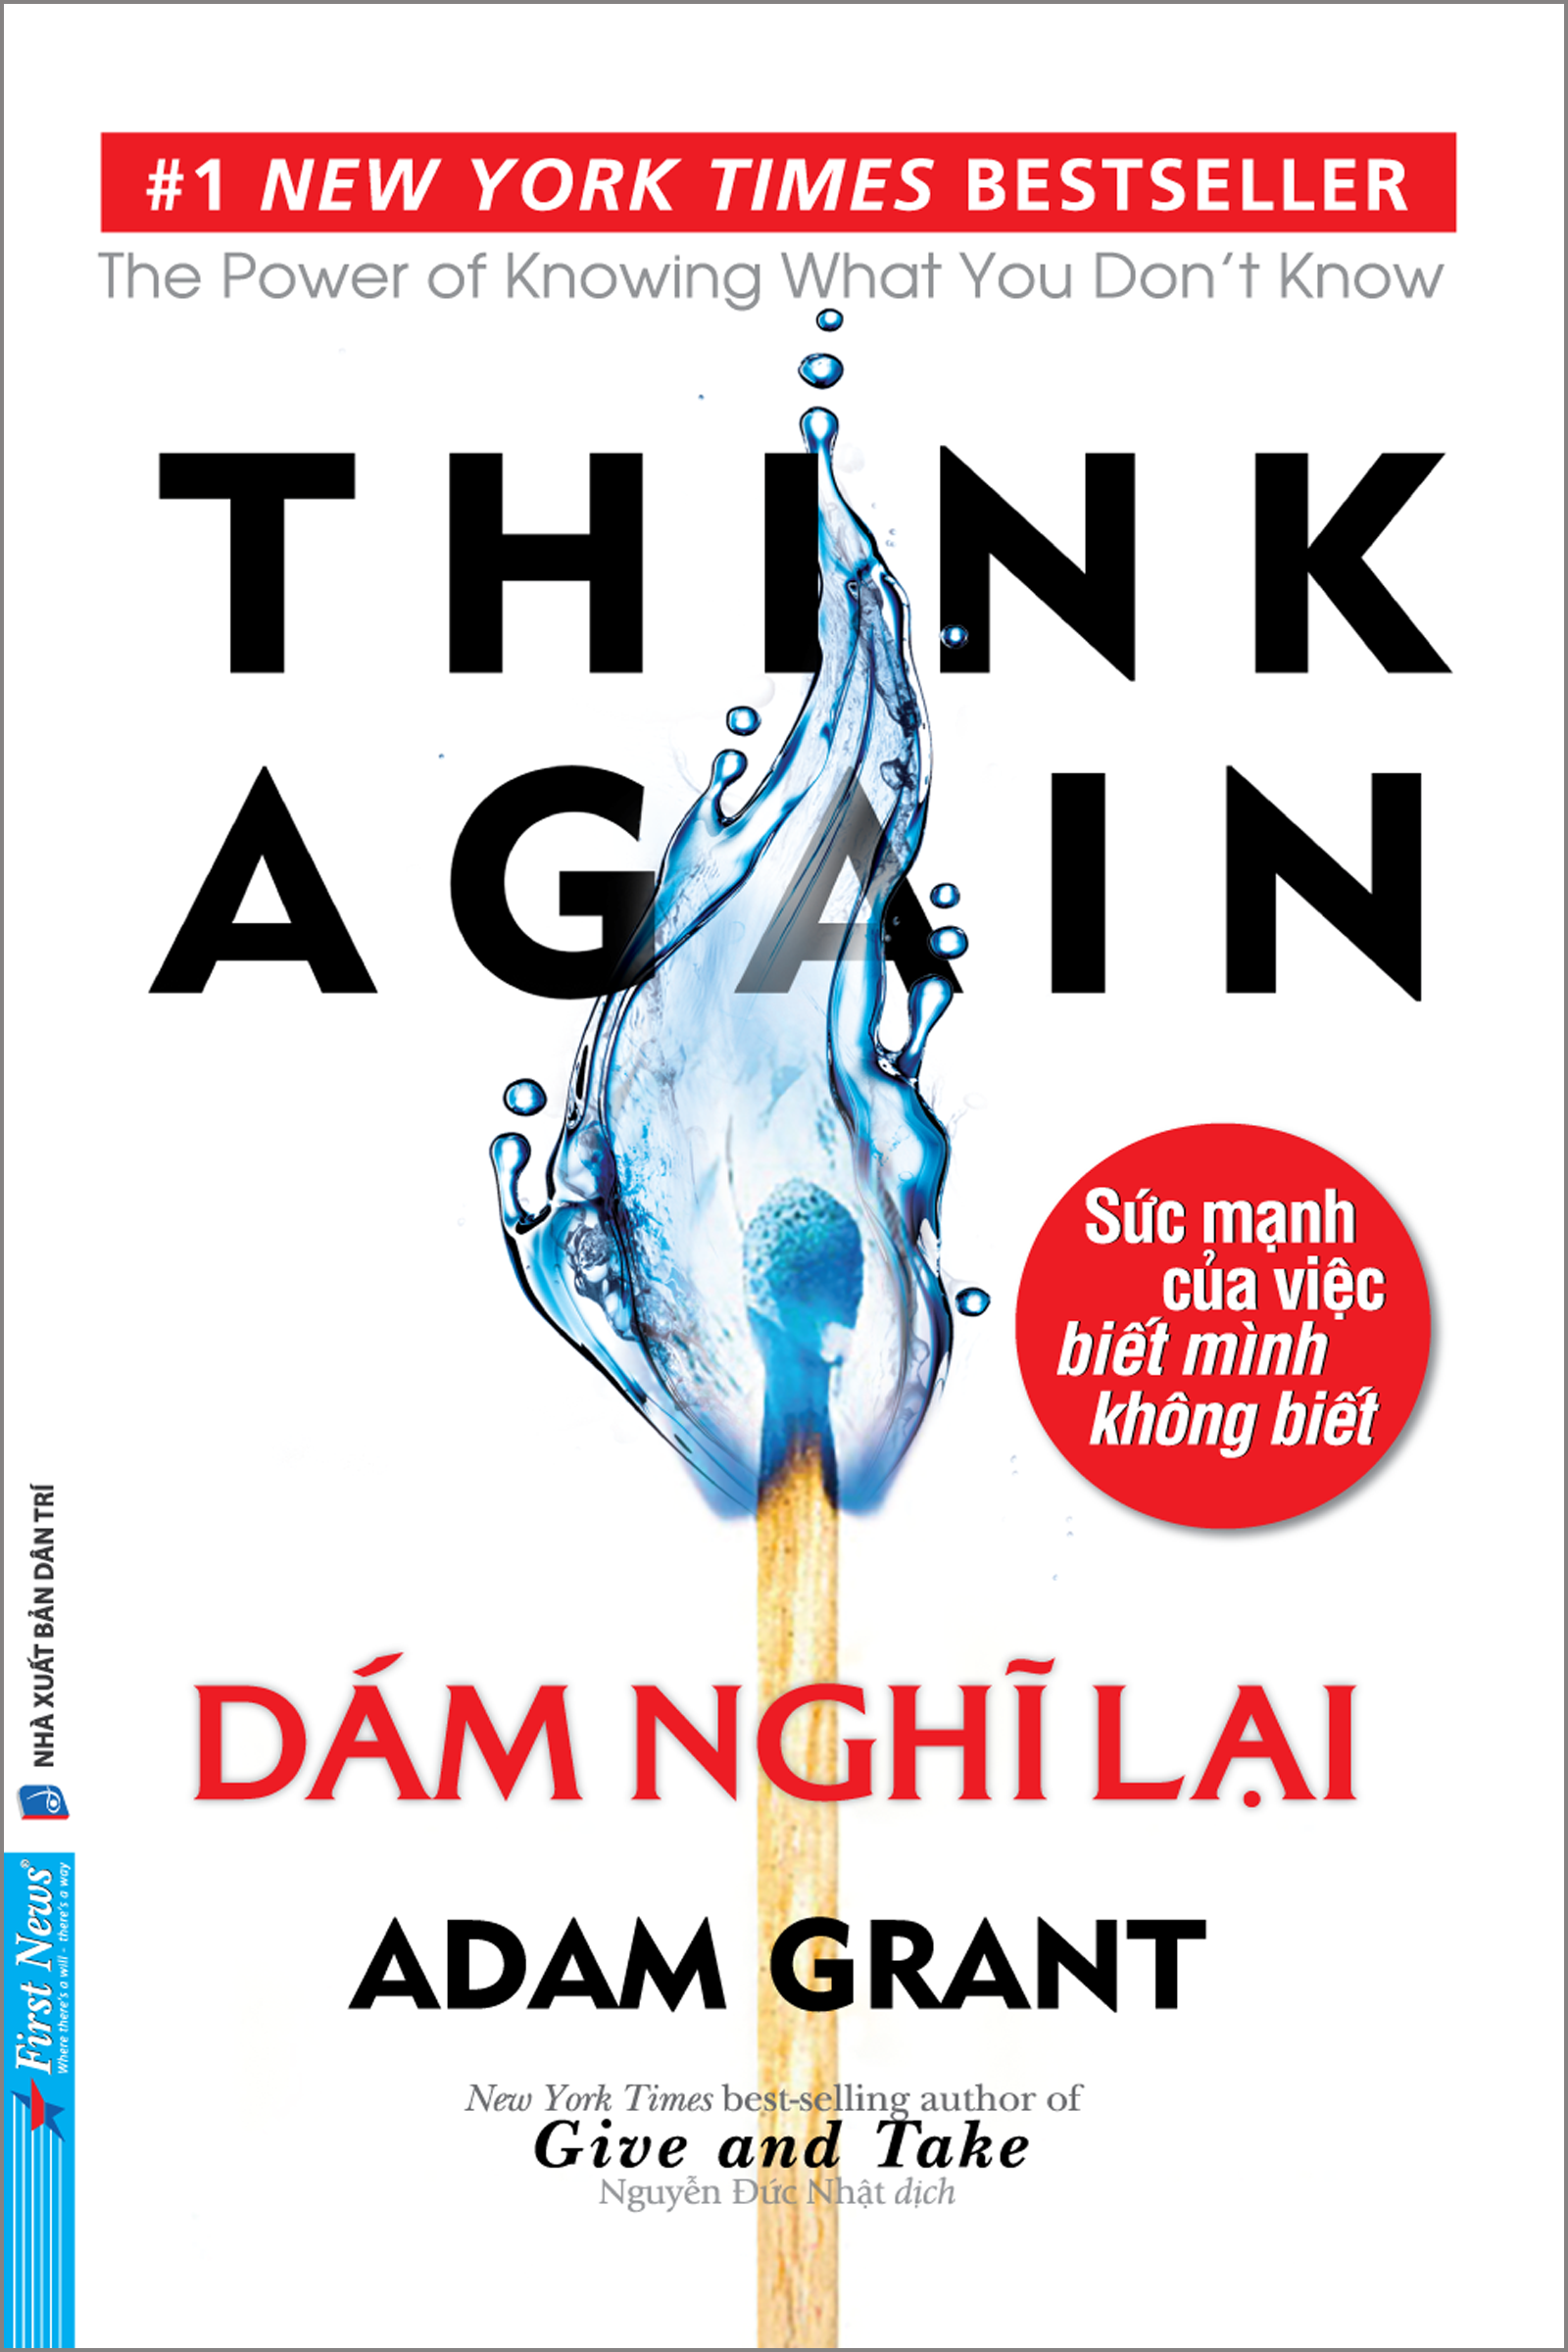 #1 NEW YORK TIMES BESTSELLER
The Power of Knowing What You Don't Know
THINK
AGAIN
Sức mạnh
của việc
biết mình
không biết
DÁM NGHĨ LẠI
ADAM GRANT
New York Times best-selling author of
Give and Take
Nguyễn Đức Nhật dịch
NHÀ XUẤT BẢN DÂN TRÍ
First News®
Where there's a will - there's a way